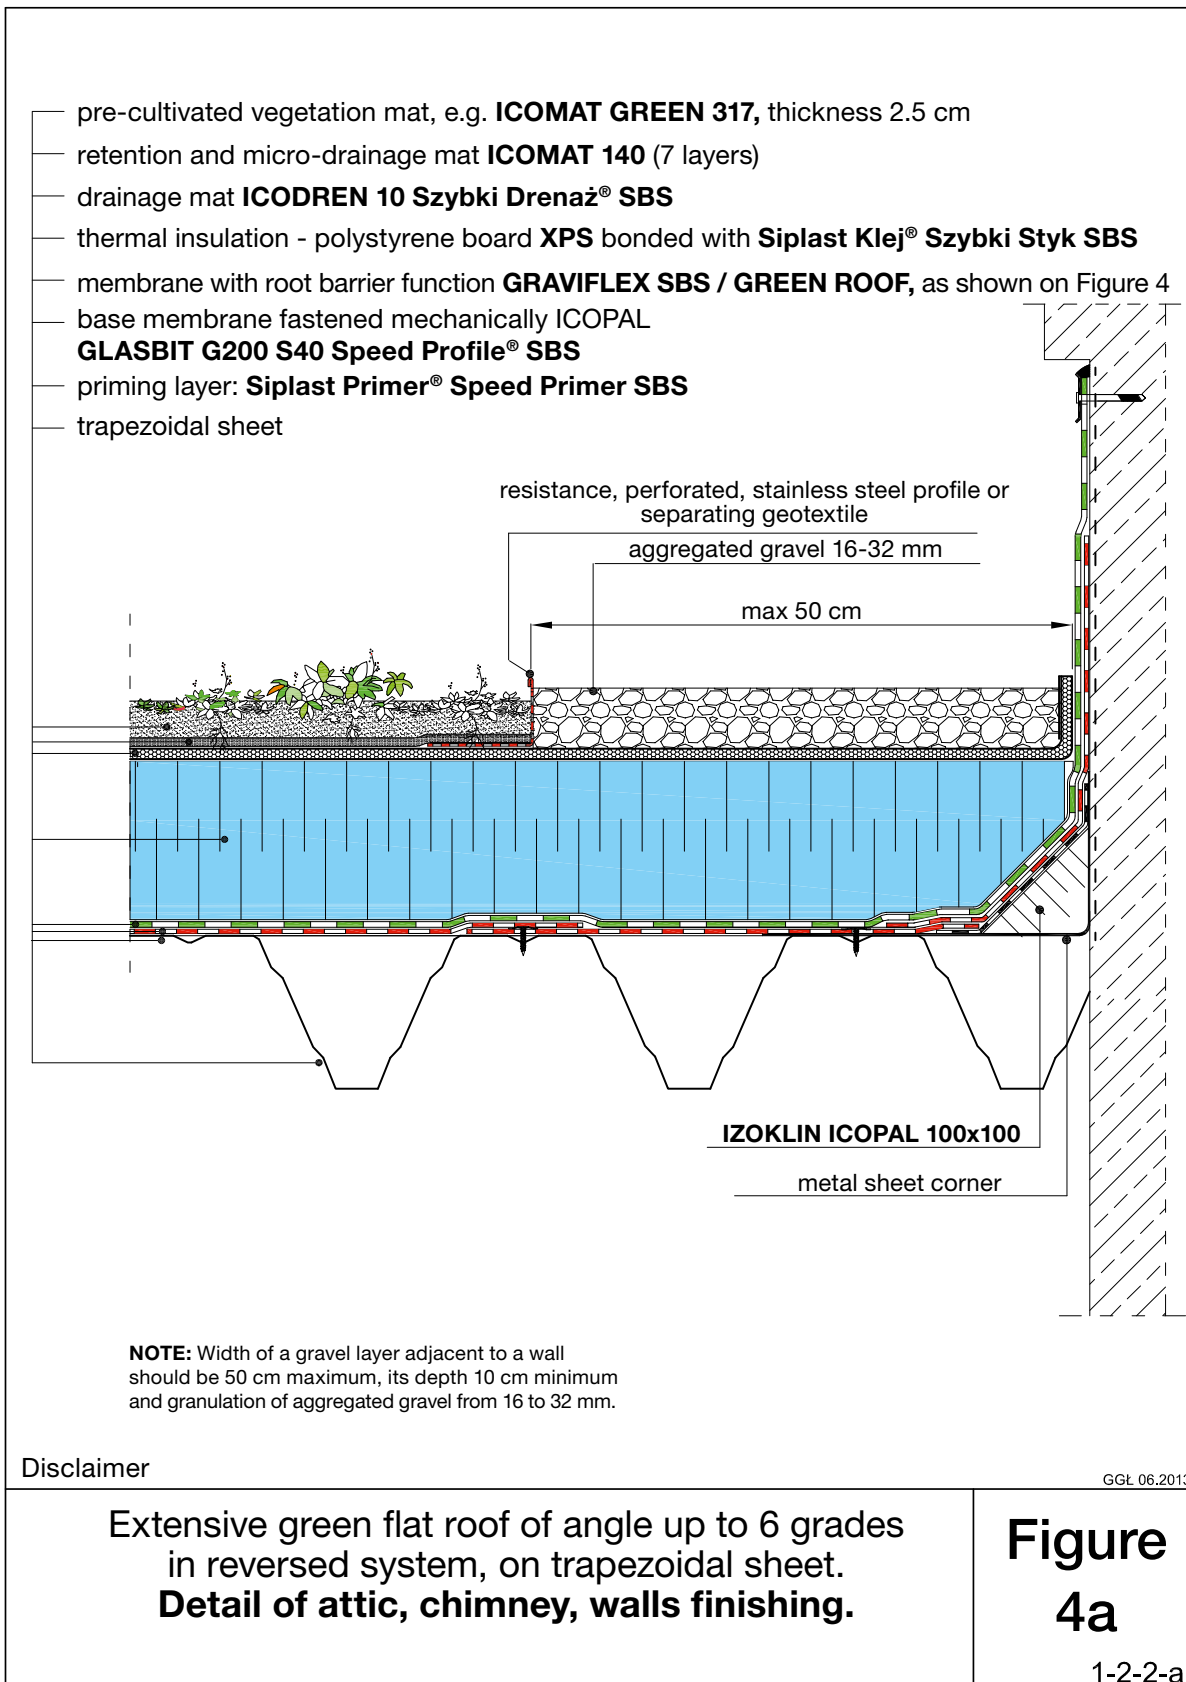 pre-cultivated vegetation mat, e.g. ICOMAT GREEN 317, thickness 2.5 cm
retention and micro-drainage mat ICOMAT 140 (7 layers)
drainage mat ICODREN 10 Szybki Drenaż® SBS
thermal insulation - polystyrene board XPS bonded with Siplast Klej® Szybki Styk SBS
membrane with root barrier function GRAVIFLEX SBS / GREEN ROOF, as shown on Figure 4
base membrane fastened mechanically ICOPAL
GLASBIT G200 S40 Speed Profile® SBS
priming layer: Siplast Primer® Speed Primer SBS
trapezoidal sheet
resistance, perforated, stainless steel profile or
separating geotextile
aggregated gravel 16-32 mm
max 50 cm
IZOKLIN ICOPAL 100x100
metal sheet corner
NOTE: Width of a gravel layer adjacent to a wall
should be 50 cm maximum, its depth 10 cm minimum
and granulation of aggregated gravel from 16 to 32 mm.
Disclaimer
GGŁ 06.2013
Extensive green flat roof of angle up to 6 grades
in reversed system, on trapezoidal sheet.
Detail of attic, chimney, walls finishing.
Figure
4a
1-2-2-a